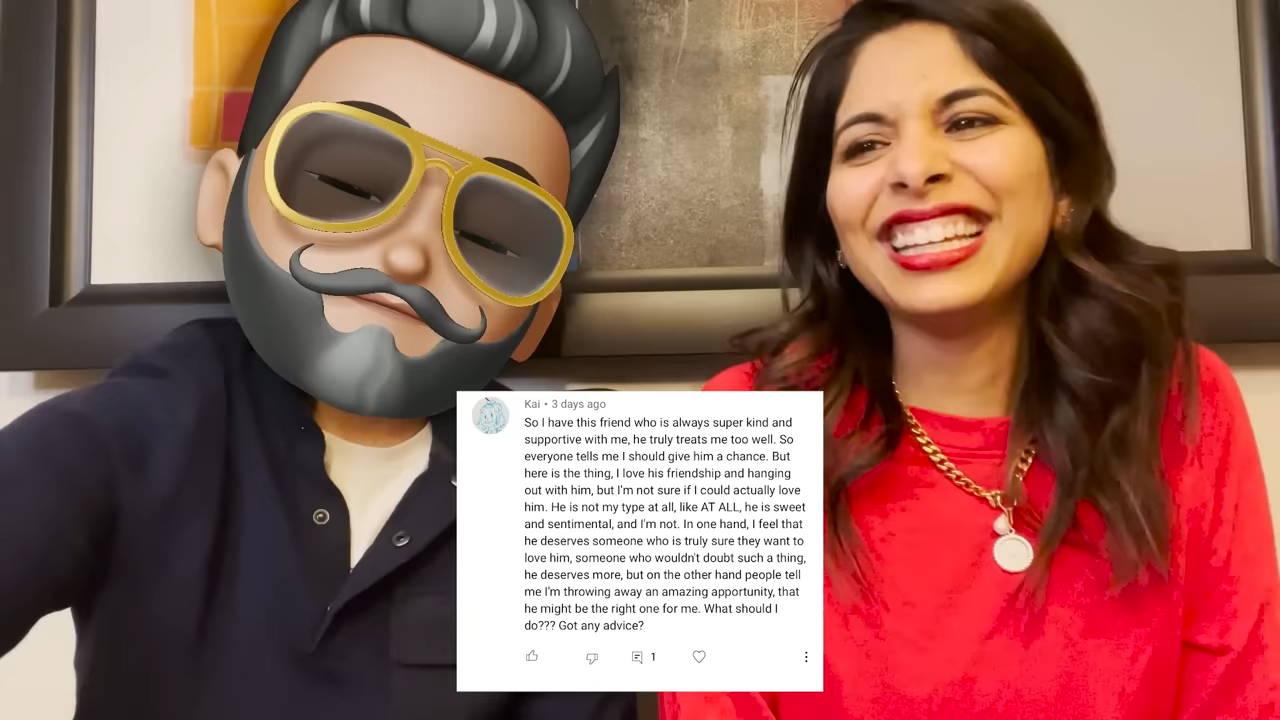 Kai • 3 days ago
So I have this friend who is always super kind and
supportive with me, he truly treats me too well. So
everyone tells me I should give him a chance. But
here is the thing, I love his friendship and hanging
out with him, but I'm not sure if I could actually love
him. He is not my type at all, like AT ALL, he is sweet
and sentimental, and I'm not. In one hand, I feel that
he deserves someone who is truly sure they want to
love him, someone who wouldn't doubt such a thing,
he deserves more, but on the other hand people tell
me I'm throwing away an amazing apportunity, that
he might be the right one for me. What should I
do??? Got any advice?
1